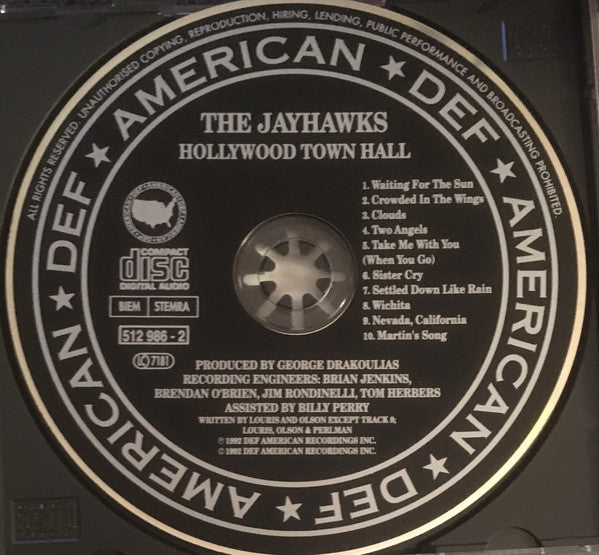 ALL RIGHTS RESERVED. UNAUTHORISED COPYING, REPRODUCTION, HIRING, LENDING, PUBLIC PERFORMANCE AND BROADCASTING PROHIBITED.
AMERICAN ★ DEF ★ AMERICAN ★ DEF ★ AMERICAN ★ DEF ★
THE JAYHAWKS
HOLLYWOOD TOWN HALL
1. Waiting For The Sun
2. Crowded In The Wings
3. Clouds
4. Two Angels
5. Take Me With You
(When You Go)
6. Sister Cry
7. Settled Down Like Rain
8. Wichita
9. Nevada, California
10. Martin's Song
COMPACT
disc
DIGITAL AUDIO
BIEM STEMRA
512 986 - 2
LC 7181
PRODUCED BY GEORGE DRAKOULIAS
RECORDING ENGINEERS: BRIAN JENKINS,
BRENDAN O'BRIEN, JIM RONDINELLI, TOM HERBERS
ASSISTED BY BILLY PERRY
WRITTEN BY LOURIS AND OLSON EXCEPT TRACK 8;
LOURIS, OLSON & PERLMAN
℗ 1992 DEF AMERICAN RECORDINGS INC.
© 1992 DEF AMERICAN RECORDINGS INC.